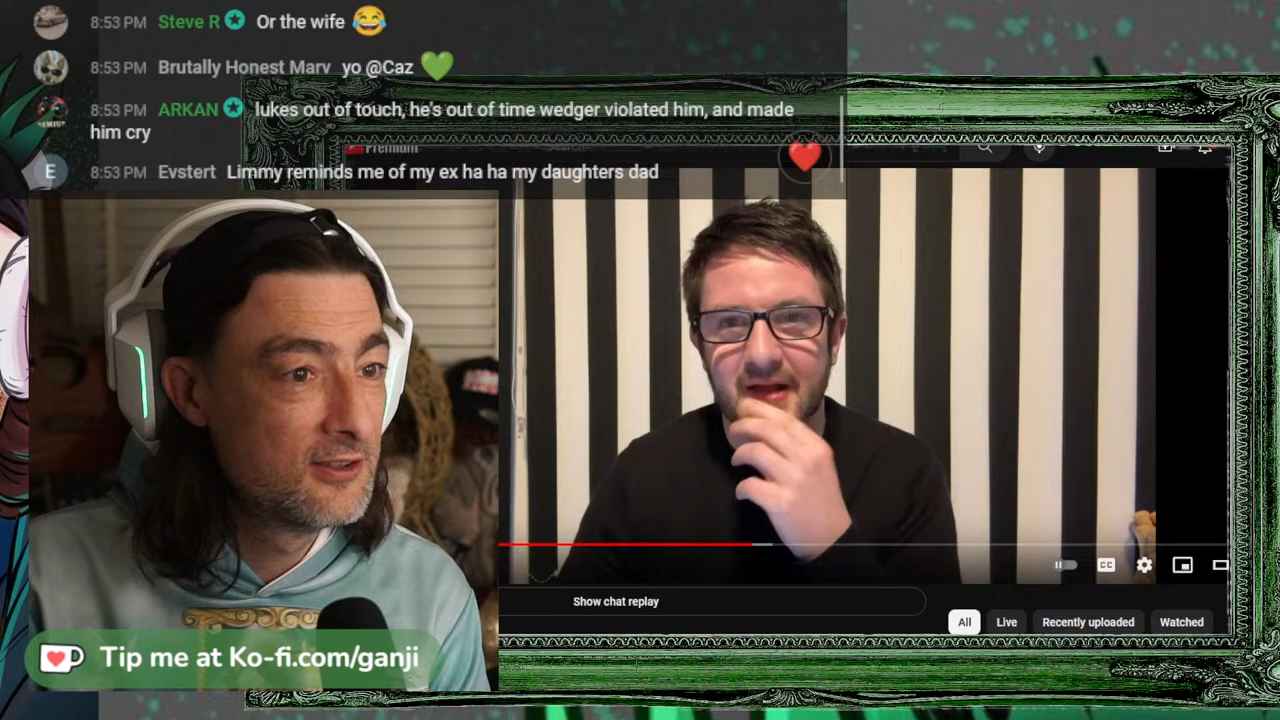 8:53 PM Steve R Or the wife 😂
8:53 PM Brutally Honest Marv yo @Caz 💚
8:53 PM ARKAN lukes out of touch, he's out of time wedger violated him, and made
him cry
E 8:53 PM Evstert Limmy reminds me of my ex ha ha my daughters dad
Premium
CC
Show chat replay
All Live Recently uploaded Watched
Tip me at Ko-fi.com/ganji